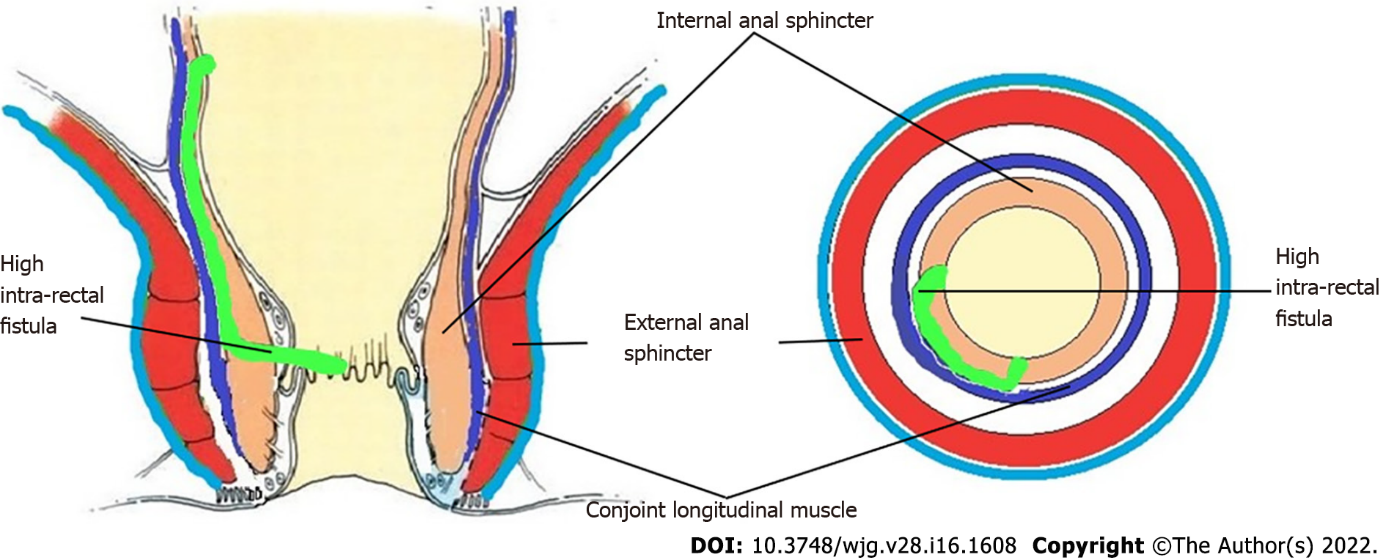 Internal anal sphincter
High
intra-rectal
fistula
External anal
sphincter
High
intra-rectal
fistula
Conjoint longitudinal muscle
DOI: 10.3748/wjg.v28.i16.1608 Copyright ©The Author(s) 2022.